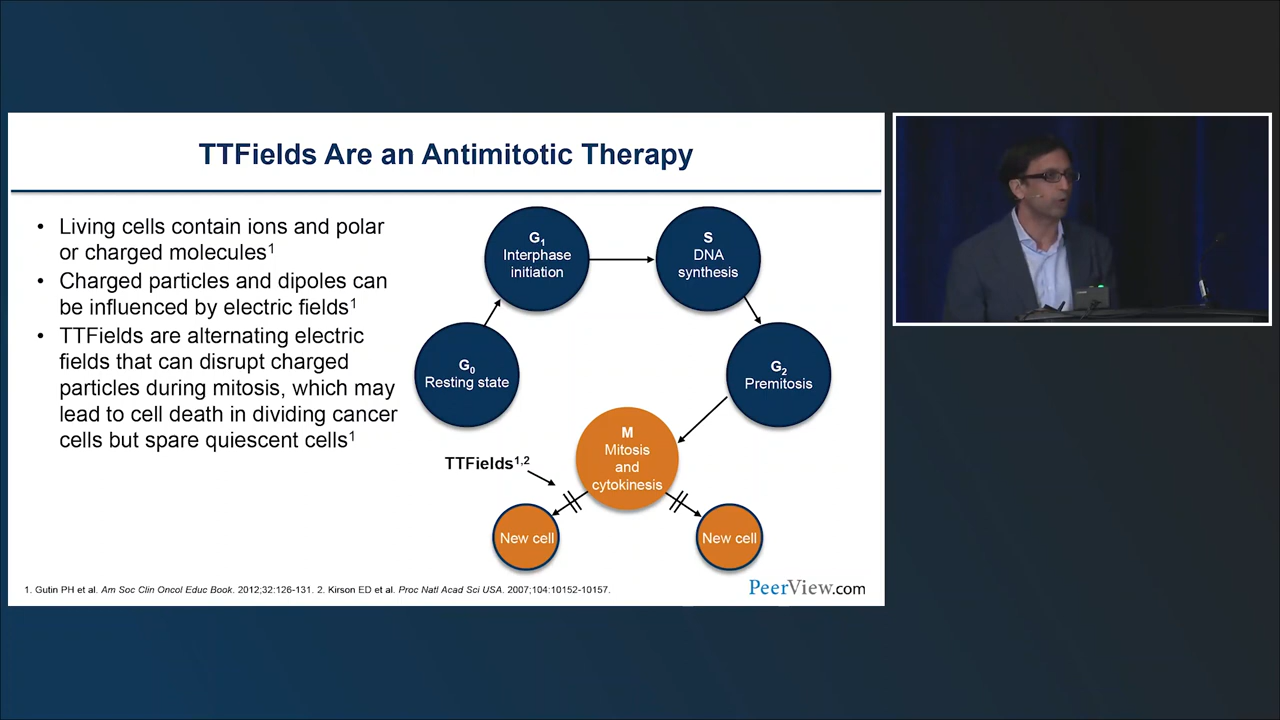 TTFields Are an Antimitotic Therapy
• Living cells contain ions and polar
or charged molecules¹
• Charged particles and dipoles can
be influenced by electric fields¹
• TTFields are alternating electric
fields that can disrupt charged
particles during mitosis, which may
lead to cell death in dividing cancer
cells but spare quiescent cells¹
G₁
Interphase
initiation
S
DNA
synthesis
G₀
Resting state
G₂
Premitosis
M
Mitosis
and
cytokinesis
TTFields¹,²
New cell
New cell
1. Gutin PH et al. Am Soc Clin Oncol Educ Book. 2012;32:126-131. 2. Kirson ED et al. Proc Natl Acad Sci USA. 2007;104:10152-10157.
PeerView.com